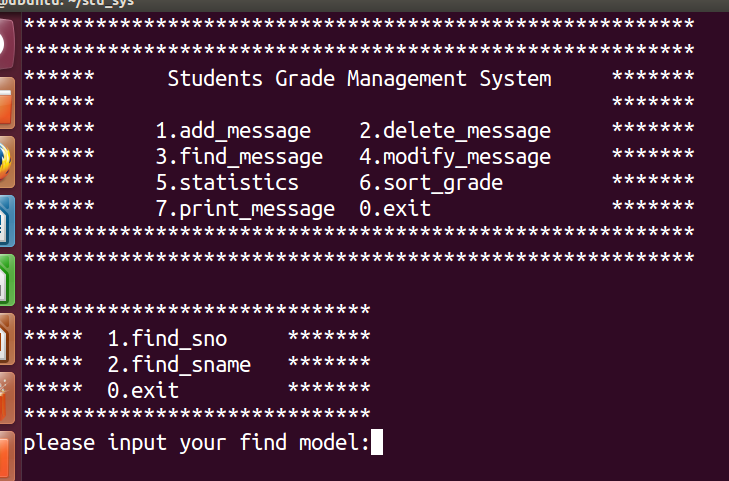 @ubuntu: ~/stu_sys
********************************************************
********************************************************
****** Students Grade Management System *******
****** *******
****** 1.add_message 2.delete_message *******
****** 3.find_message 4.modify_message *******
****** 5.statistics 6.sort_grade *******
****** 7.print_message 0.exit *******
********************************************************
********************************************************
*****************************
***** 1.find_sno *******
***** 2.find_sname *******
***** 0.exit *******
*****************************
please input your find model: